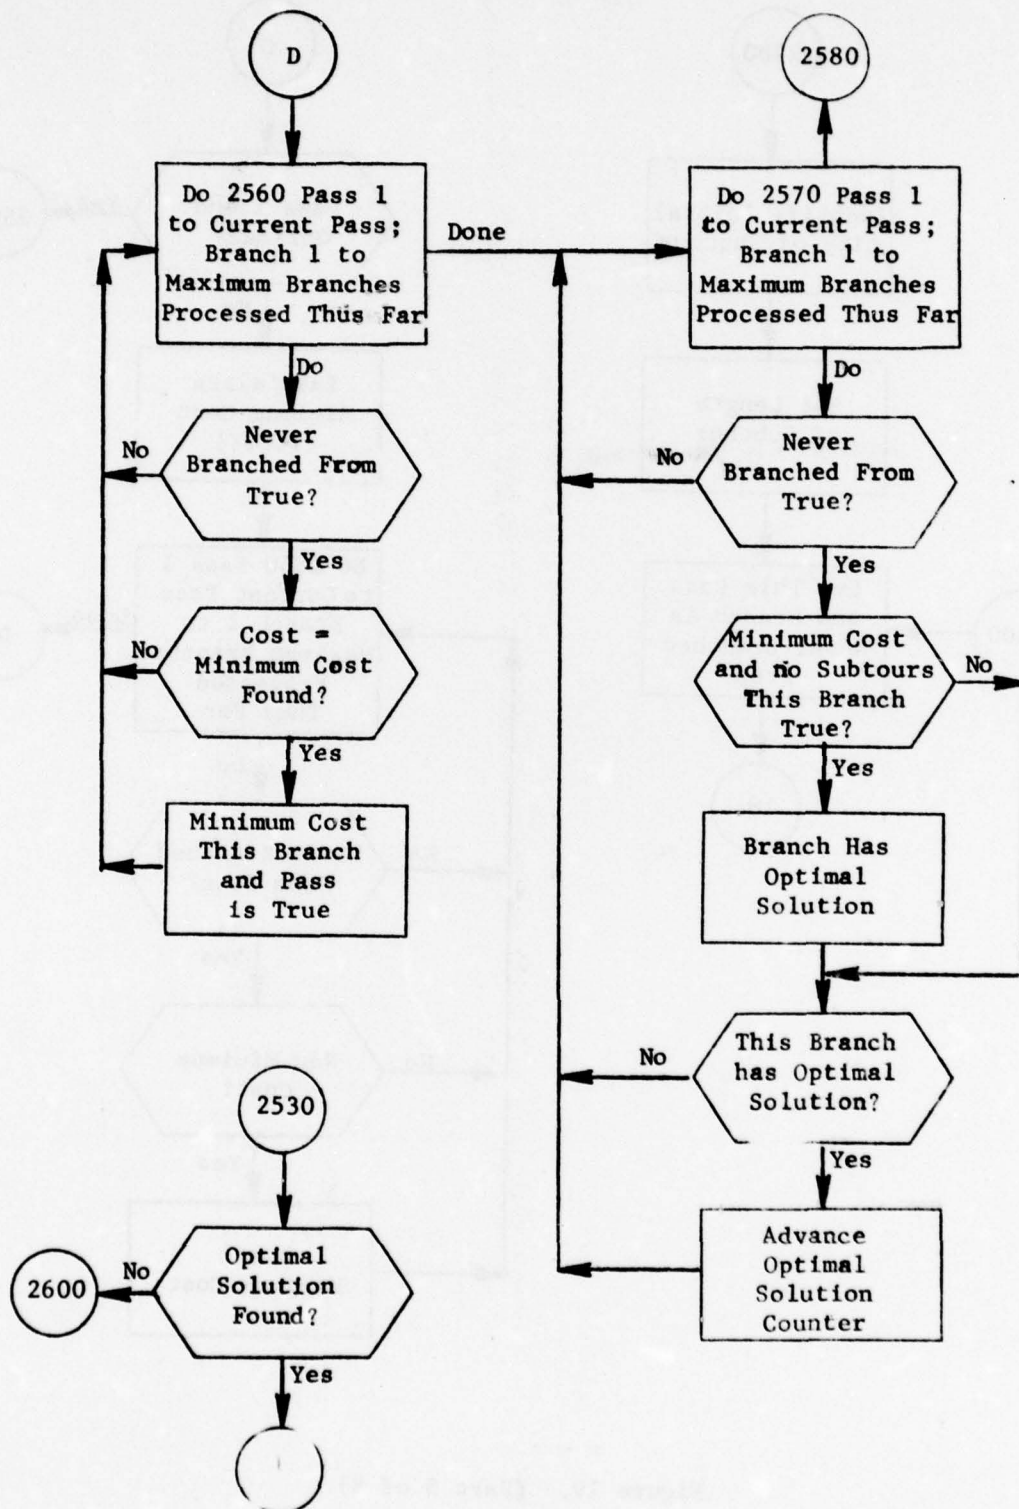 D
Do 2560 Pass 1
to Current Pass;
Branch 1 to
Maximum Branches
Processed Thus Far
Done
Do
Never
Branched From
True?
No
Yes
Cost =
Minimum Cost
Found?
No
Yes
Minimum Cost
This Branch
and Pass
is True
2580
Do 2570 Pass 1
to Current Pass;
Branch 1 to
Maximum Branches
Processed Thus Far
Do
Never
Branched From
True?
No
Yes
Minimum Cost
and no Subtours
This Branch
True?
No
Yes
Branch Has
Optimal
Solution
This Branch
has Optimal
Solution?
No
Yes
Advance
Optimal
Solution
Counter
2530
Optimal
Solution
Found?
No
2600
Yes